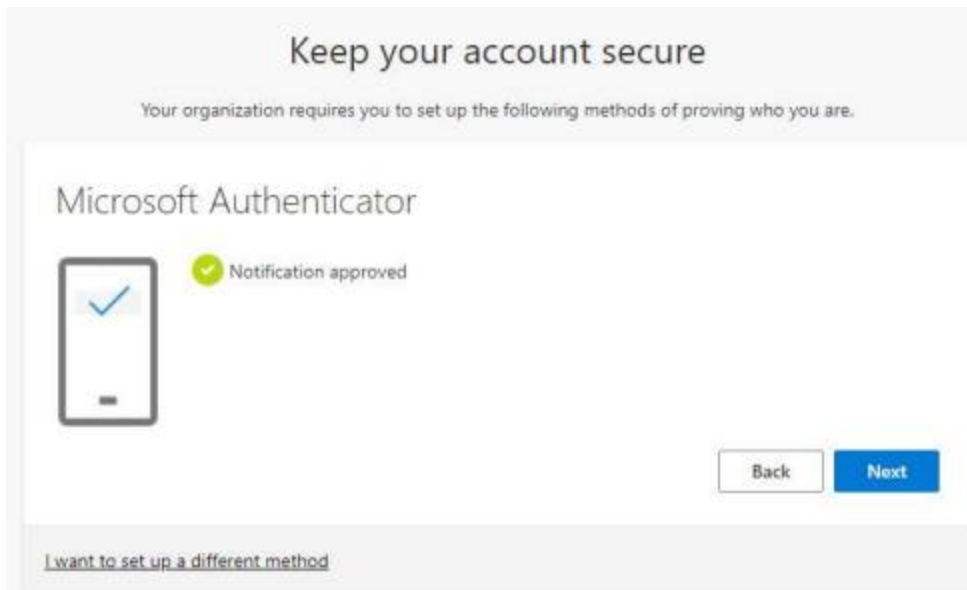 Keep your account secure
Your organization requires you to set up the following methods of proving who you are.
Microsoft Authenticator
Notification approved
Back
Next
I want to set up a different method